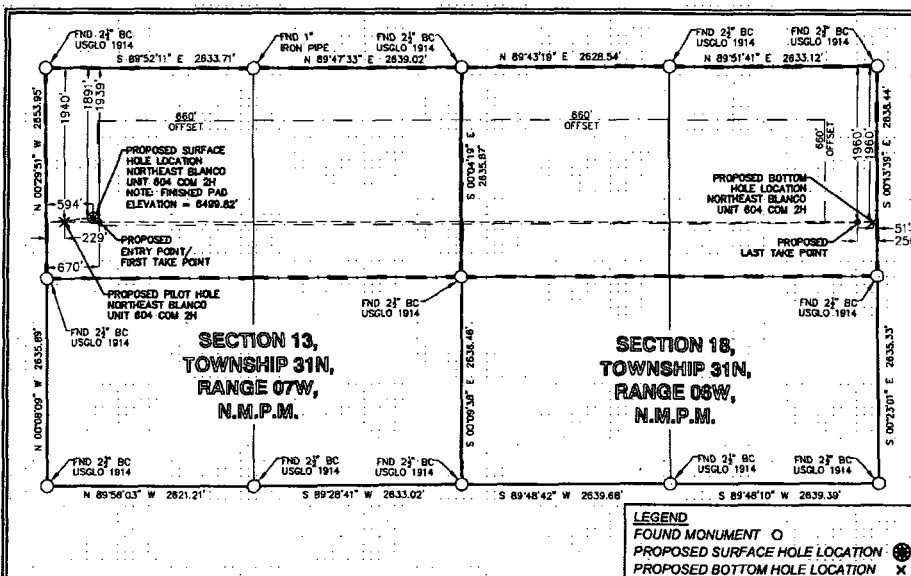 FND 2½" BC
USGLO 1914
FND 1"
IRON PIPE
FND 2½" BC
USGLO 1914
FND 2½" BC
USGLO 1914
FND 2½" BC
USGLO 1914
S 89°52'11" E 2633.71'
N 89°47'33" E 2639.02'
N 89°43'19" E 2628.54'
N 89°51'41" E 2633.12'
N 00°29'51" W 2653.95'
1940'
1891'
1939'
660'
OFFSET
S 00°04'19" E
2635.87'
660'
OFFSET
660'
OFFSET
1960'
1960'
S 00°13'39" E 2638.44'
PROPOSED SURFACE
HOLE LOCATION
NORTHEAST BLANCO
UNIT 604 COM 2H
NOTE: FINISHED PAD
ELEVATION = 6499.82'
PROPOSED BOTTOM
HOLE LOCATION
NORTHEAST BLANCO
UNIT 604 COM 2H
594'
229'
670'
PROPOSED
ENTRY POINT/
FIRST TAKE POINT
PROPOSED
LAST TAKE POINT
51'
PROPOSED PILOT HOLE
NORTHEAST BLANCO
UNIT 604 COM 2H
FND 2½" BC
USGLO 1914
FND 2½" BC
USGLO 1914
FND 2½" BC
USGLO 1914
N 00°08'09" W 2635.89'
SECTION 13,
TOWNSHIP 31N,
RANGE 07W,
N.M.P.M.
S 00°09'38" E 2636.46'
SECTION 18,
TOWNSHIP 31N,
RANGE 06W,
N.M.P.M.
S 00°23'01" E 2635.33'
FND 2½" BC
USGLO 1914
FND 2½" BC
USGLO 1914
FND 2½" BC
USGLO 1914
FND 2½" BC
USGLO 1914
FND 2½" BC
USGLO 1914
N 89°58'03" W 2621.21'
S 89°28'41" W 2633.02'
S 89°48'42" W 2639.68'
S 89°48'10" W 2639.39'
LEGEND
FOUND MONUMENT
PROPOSED SURFACE HOLE LOCATION
PROPOSED BOTTOM HOLE LOCATION